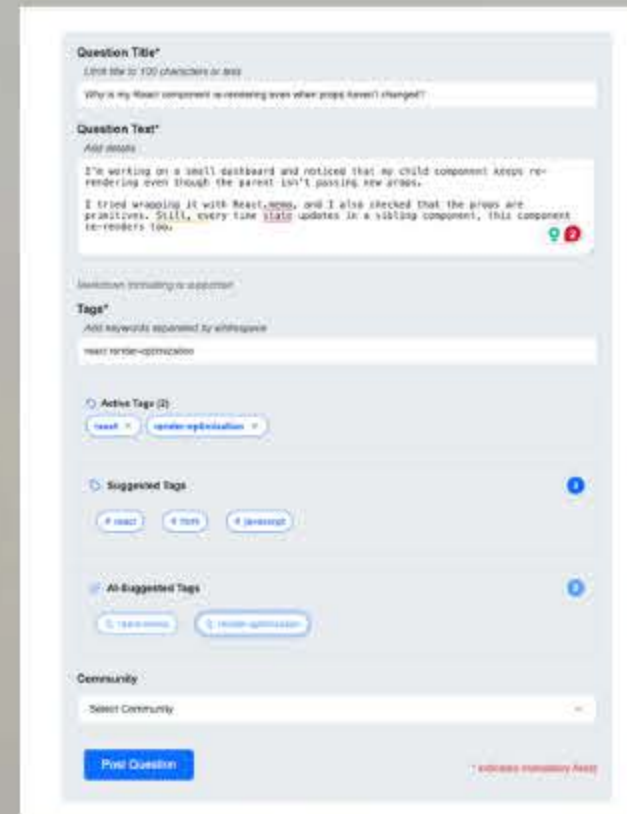 Question Title*
Limit title to 100 characters or less
Why is my React component re-rendering even when props haven't changed?
Question Text*
Add details
I'm working on a small dashboard and noticed that my child component keeps re-
rendering even though the parent isn't passing new props.
I tried wrapping it with React.memo, and I also checked that the props are
primitives. Still, every time state updates in a sibling component, this component
re-renders too.
2
Markdown formatting is supported
Tags*
Add keywords separated by whitespace
react render-optimization
Active Tags (2)
react ×
render-optimization ×
Suggested Tags
3
# react
# html
# javascript
AI-Suggested Tags
2
react-memo
render-optimization
Community
Select Community
Post Question
* indicates mandatory fields